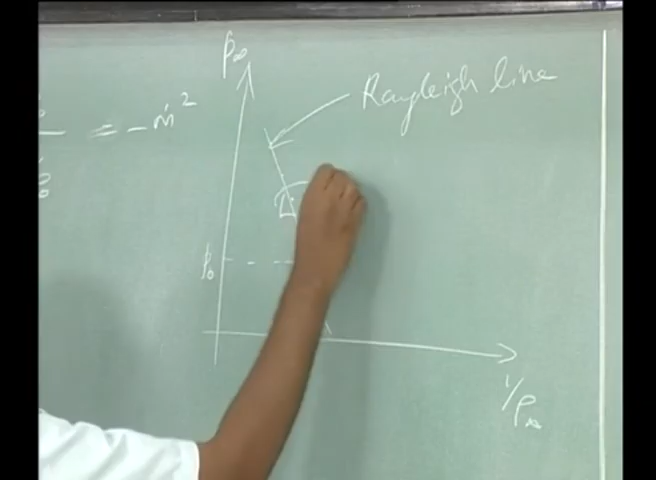 p∞
Rayleigh line
= -ṁ²
p₀
1/ρ∞